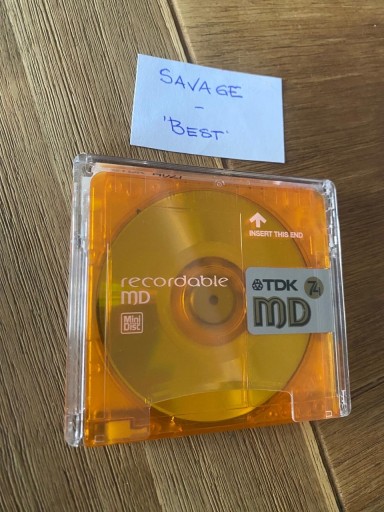 SAVAGE
-
'BEST'
INSERT THIS END
recordable
MD
Mini
Disc
TDK 74
MD